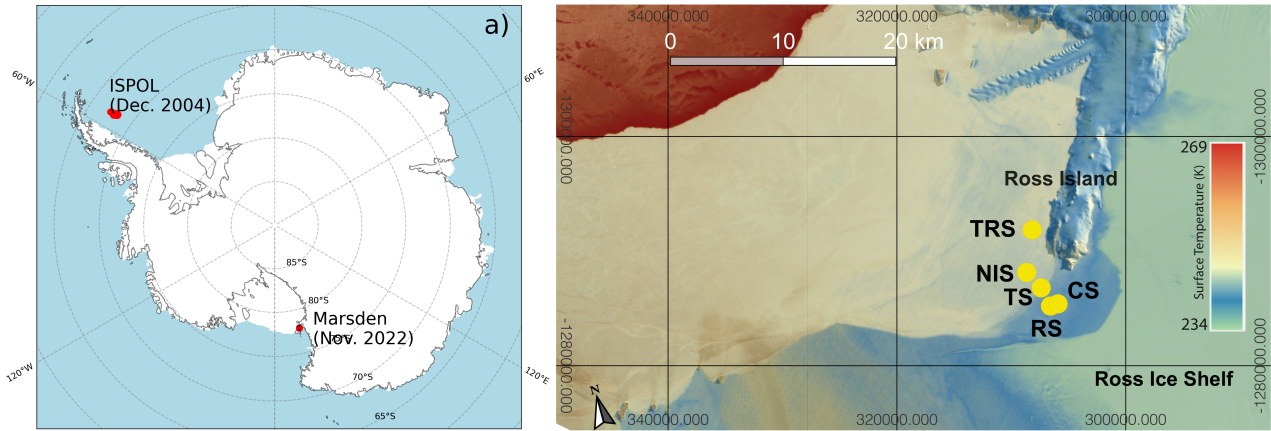 a)
60°W
60°E
ISPOL
(Dec. 2004)
85°S
80°S
Marsden
(Nov. 2022)
75°S
70°S
65°S
120°W
120°E
340000.000
320000.000
300000.000
0
10
20 km
-1300000.000
-1300000.000
269
Surface Temperature (K)
234
Ross Island
TRS
NIS
TS
CS
RS
-1280000.000
-1280000.000
Ross Ice Shelf
N
340000.000
320000.000
300000.000